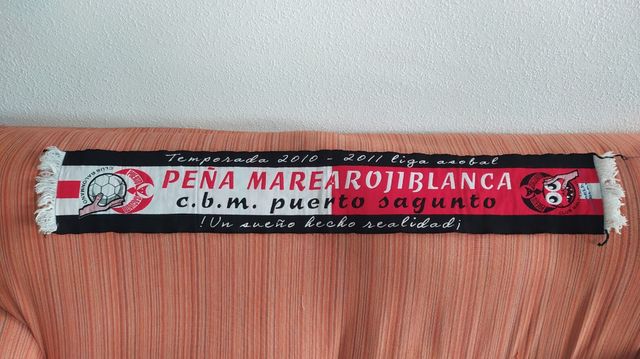 Temporada 2010 - 2011 liga asobal
PEÑA MAREAROJIBLANCA
c.b.m. puerto sagunto
!Un sueño hecho realidad¡